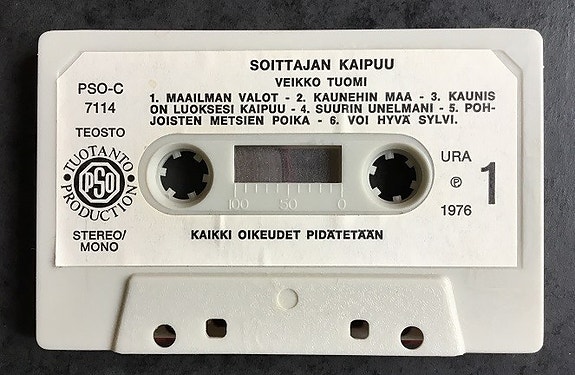 SOITTAJAN KAIPUU
VEIKKO TUOMI
1. MAAILMAN VALOT - 2. KAUNEHIN MAA - 3. KAUNIS
ON LUOKSESI KAIPUU - 4. SUURIN UNELMANI - 5. POH-
JOISTEN METSIEN POIKA - 6. VOI HYVÄ SYLVI.
PSO-C
7114
TEOSTO
TUOTANTO
PSO
PRODUCTION
STEREO/
MONO
100 50 0
URA
1
℗
1976
KAIKKI OIKEUDET PIDÄTETÄÄN